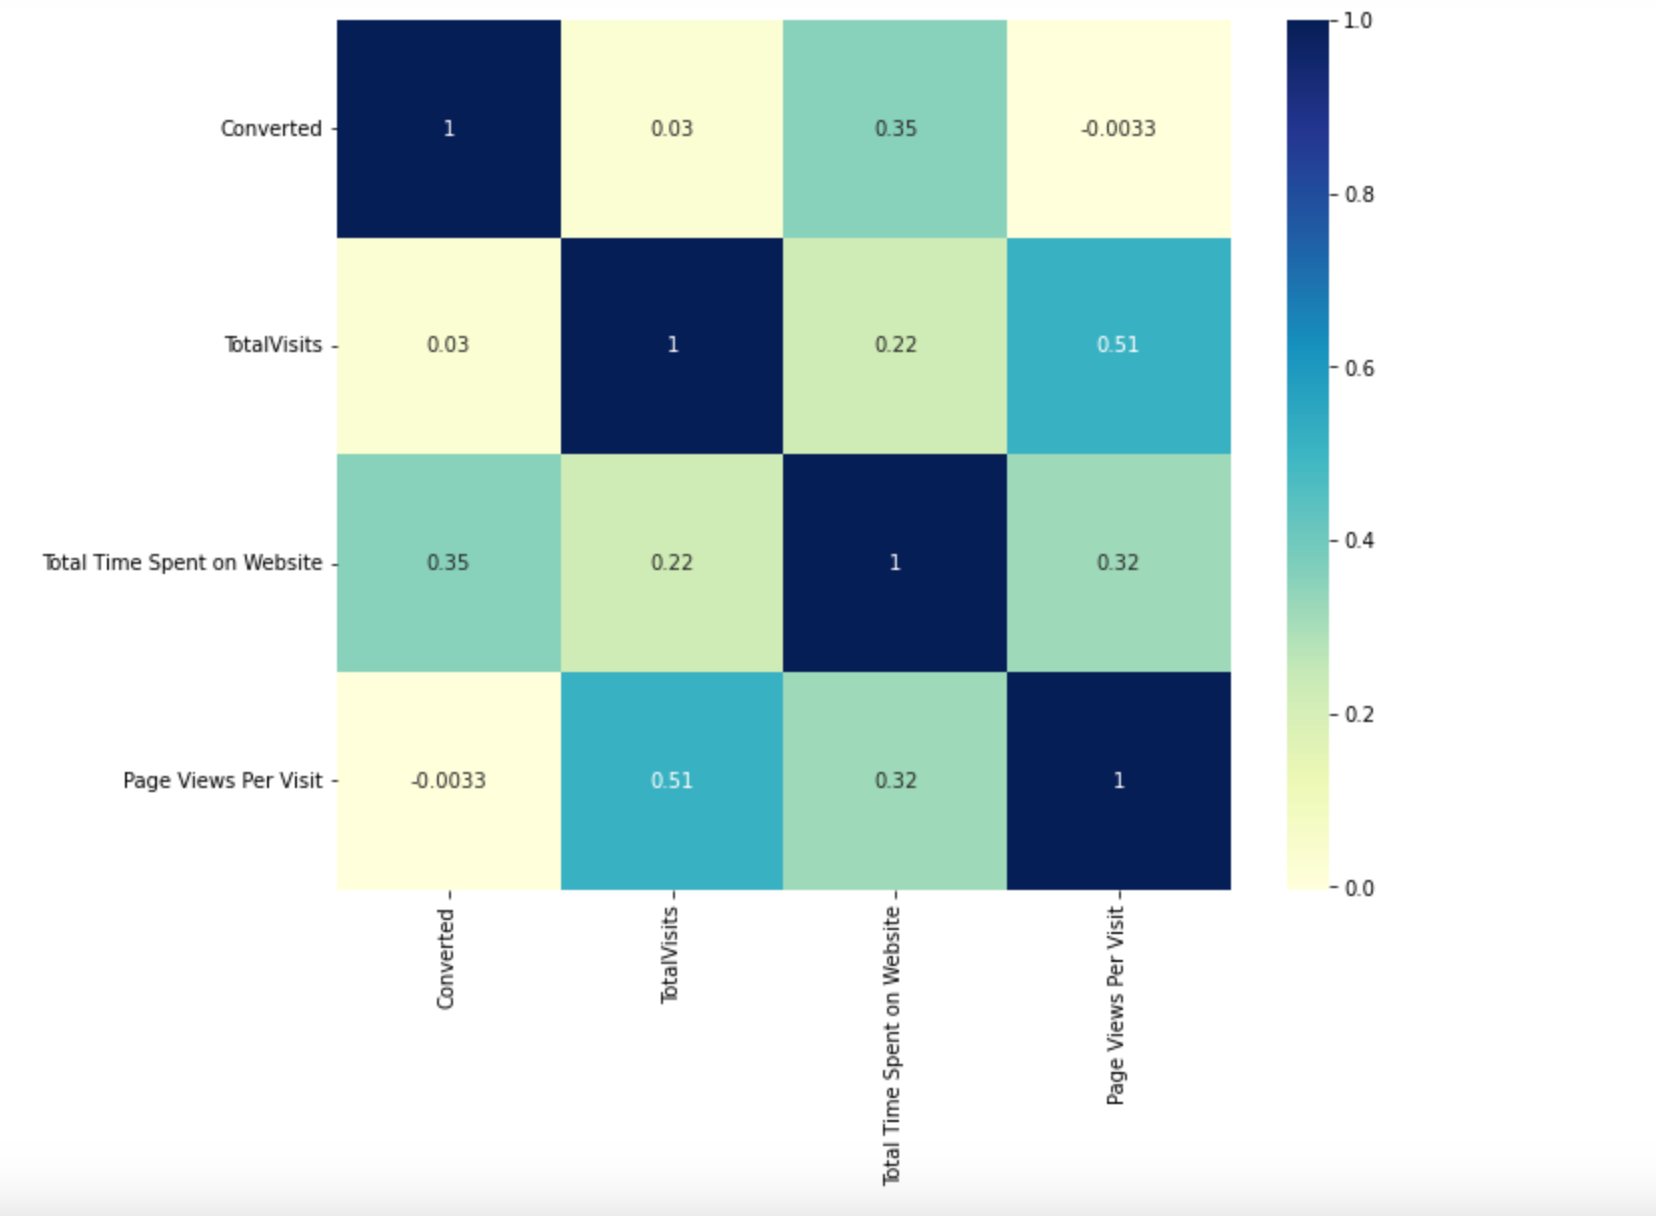 1.0
Converted
1
0.03
0.35
-0.0033
0.8
TotalVisits
0.03
1
0.22
0.51
0.6
Total Time Spent on Website
0.35
0.22
1
0.32
0.4
0.2
Page Views Per Visit
-0.0033
0.51
0.32
1
0.0
Converted
TotalVisits
Total Time Spent on Website
Page Views Per Visit